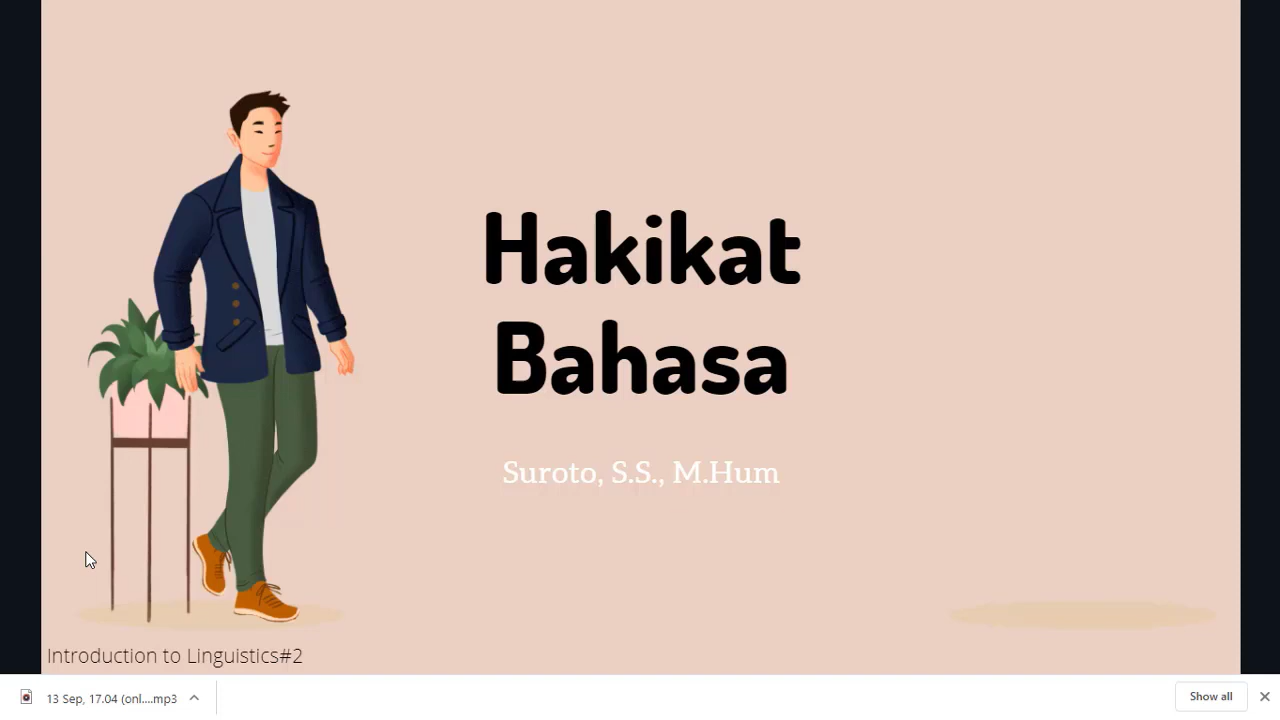 Hakikat
Bahasa
Suroto, S.S., M.Hum
Introduction to Linguistics#2
13 Sep, 17.04 (onl....mp3
Show all